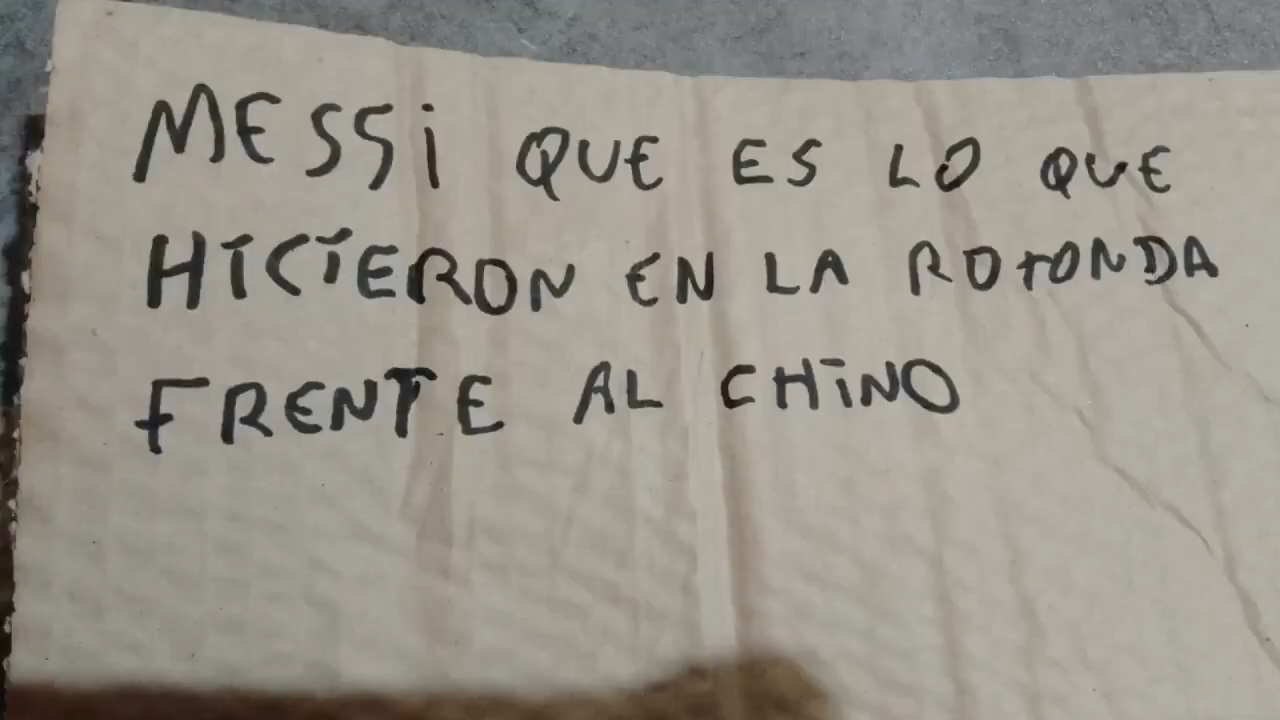 MESSi QUE ES LO QUE
HICIERON EN LA ROTONDA
FRENTE AL CHINO